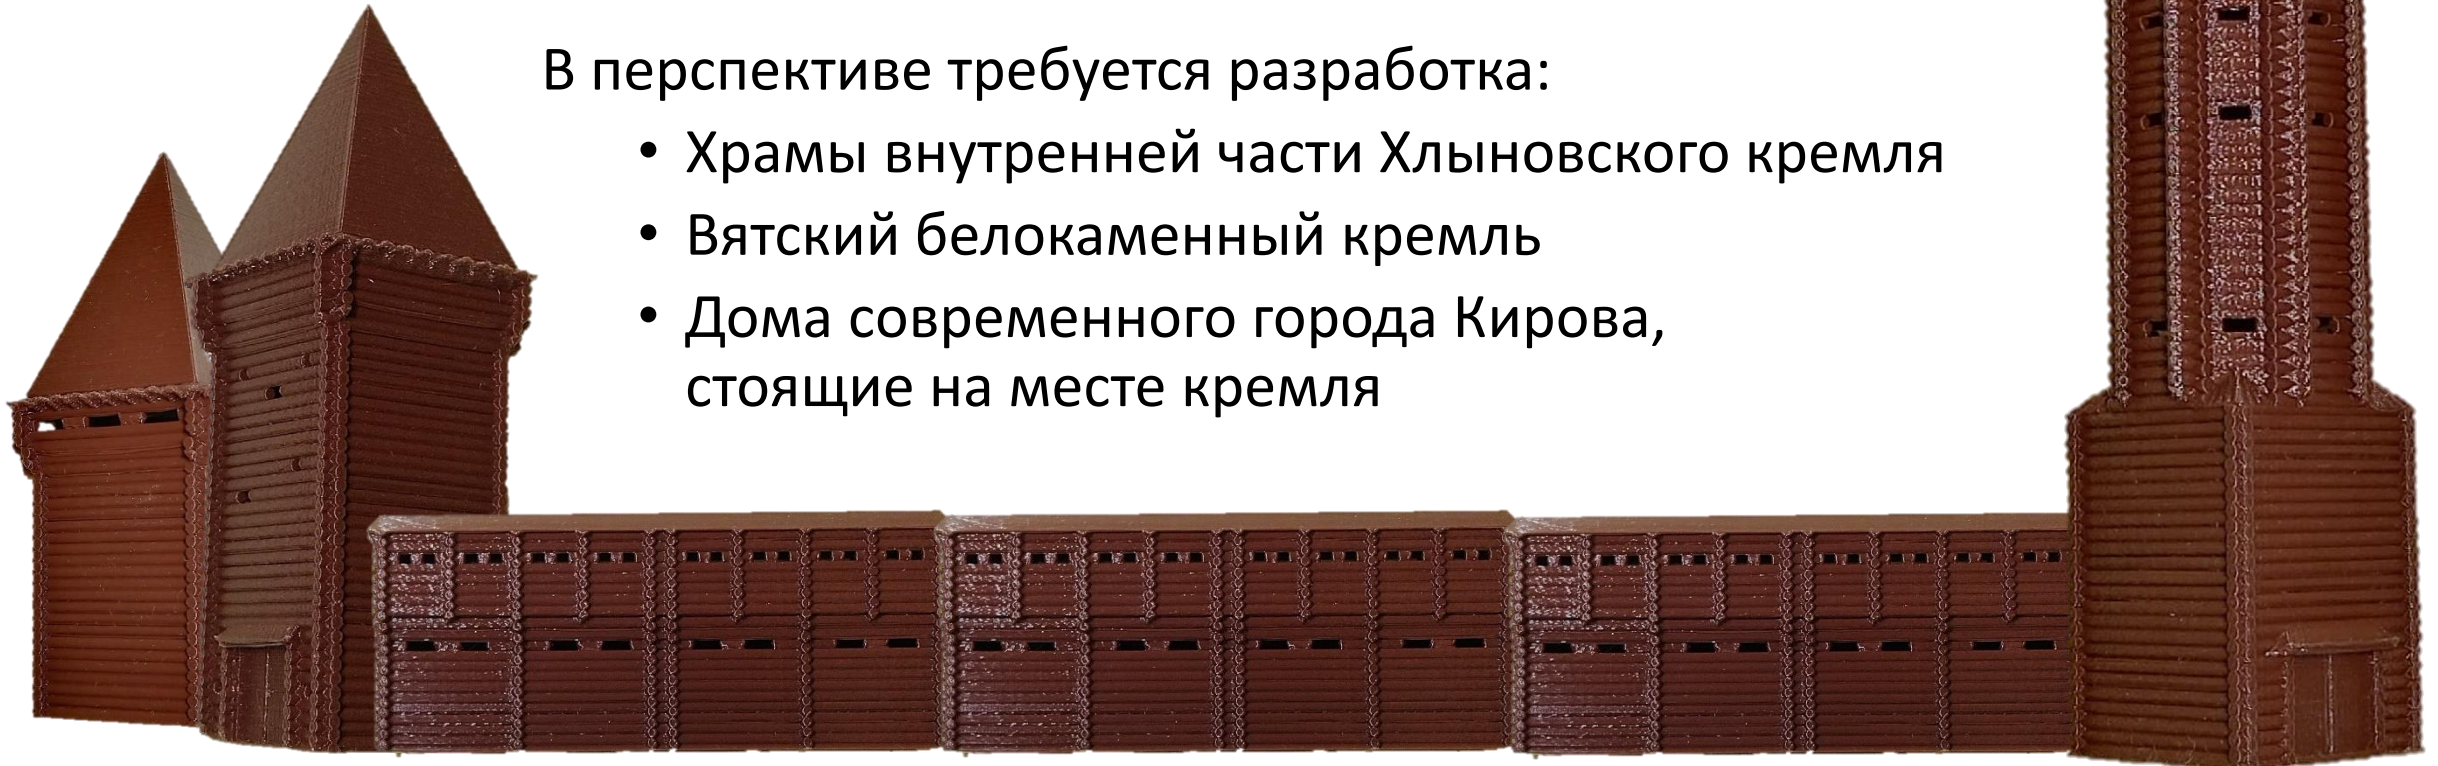 В перспективе требуется разработка:
• Храмы внутренней части Хлыновского кремля
• Вятский белокаменный кремль
• Дома современного города Кирова,
стоящие на месте кремля